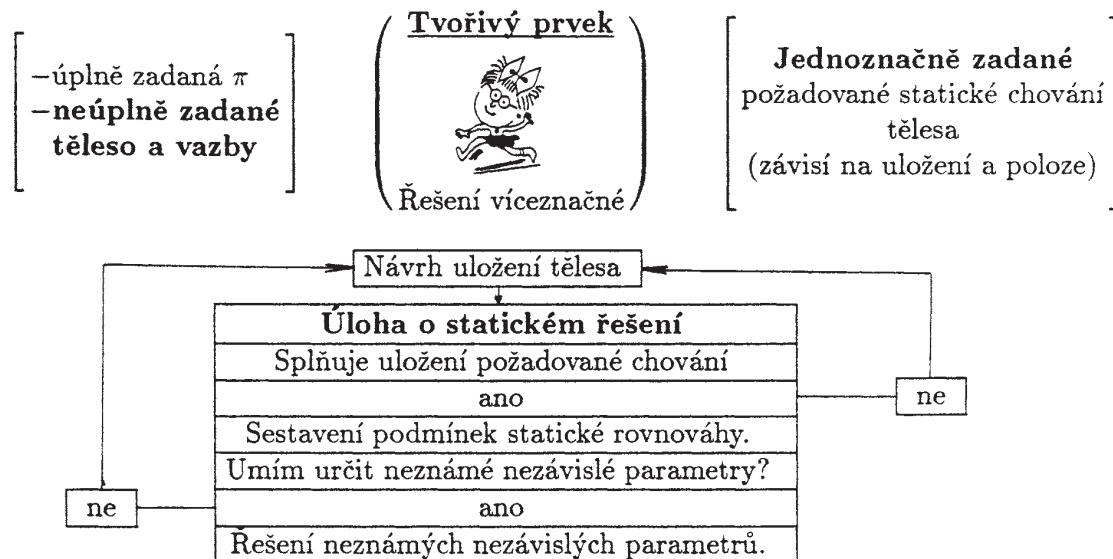 −úplně zadaná π
−neúplně zadané
těleso a vazby
Tvořivý prvek
Řešení víceznačné
Jednoznačně zadané
požadované statické chování
tělesa
(závisí na uložení a poloze)
Návrh uložení tělesa
Úloha o statickém řešení
Splňuje uložení požadované chování
ano
ne
Sestavení podmínek statické rovnováhy.
Umím určit neznámé nezávislé parametry?
ne
ano
Řešení neznámých nezávislých parametrů.